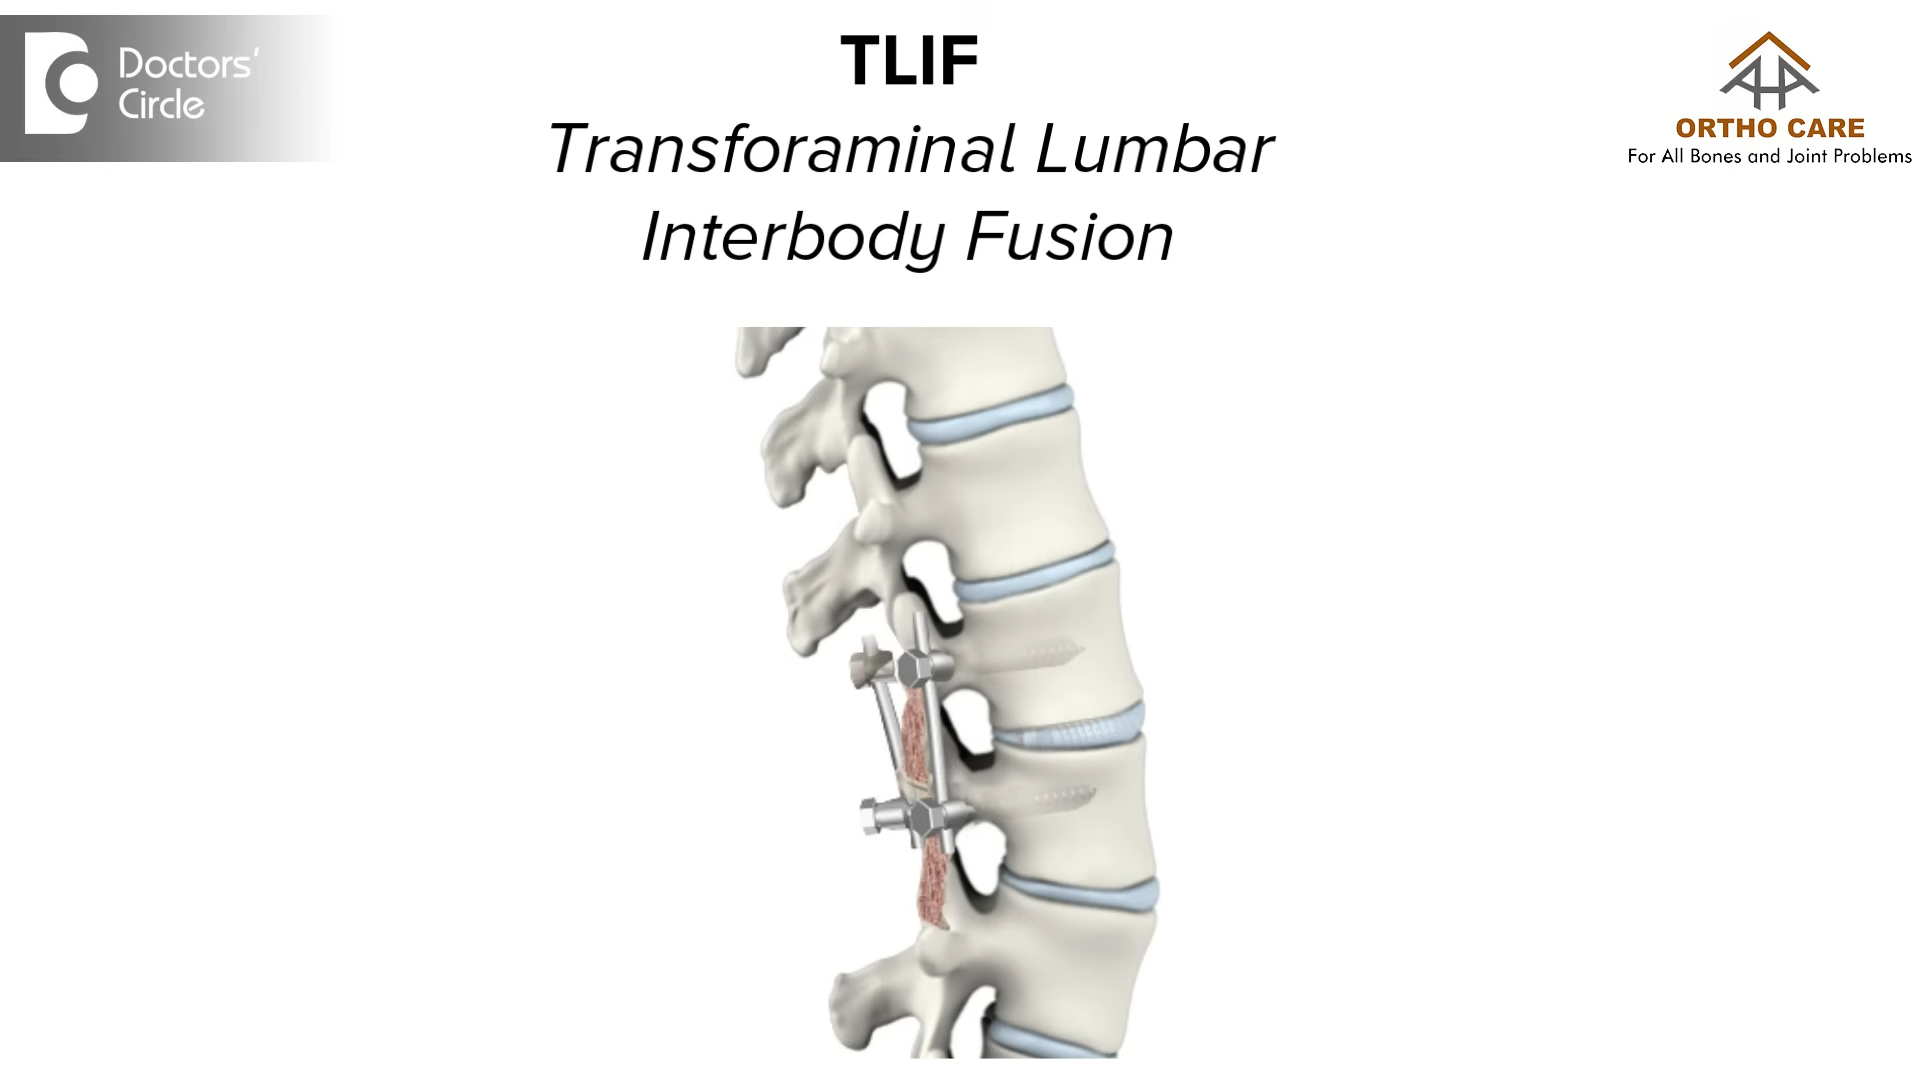 Doctors'
Circle
TLIF
Transforaminal Lumbar
Interbody Fusion
ORTHO CARE
For All Bones and Joint Problems